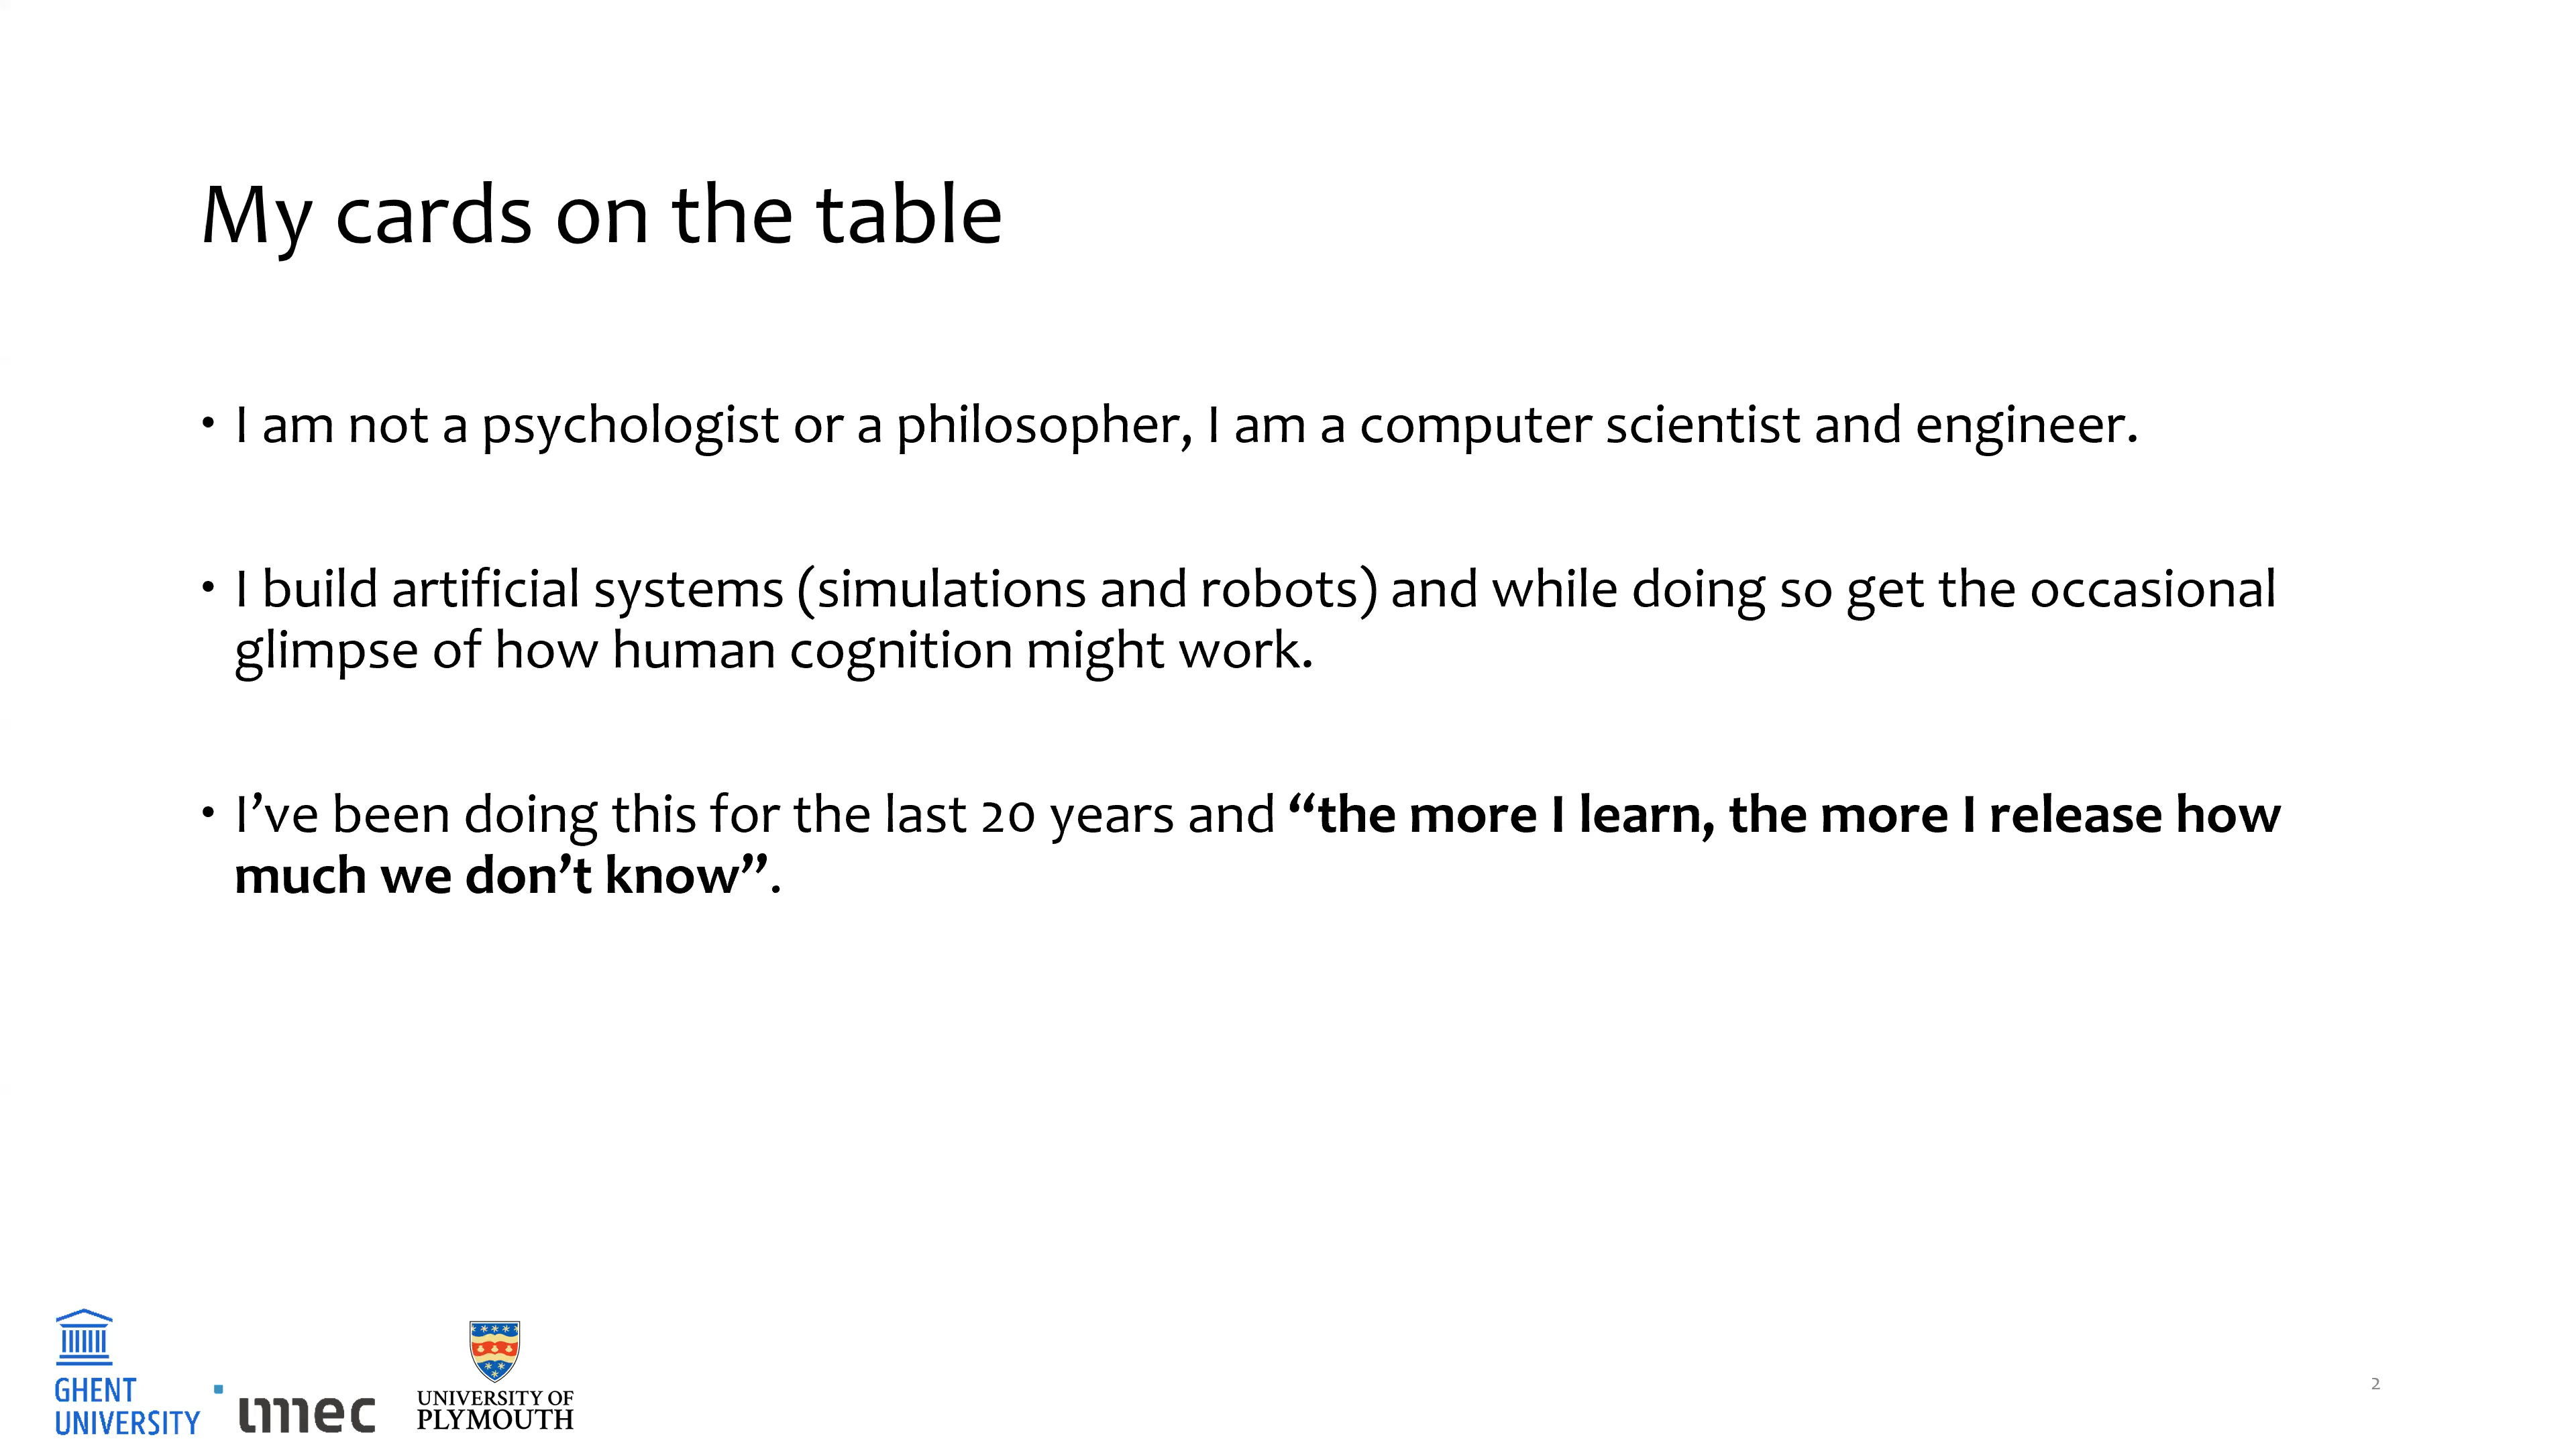 My cards on the table
• I am not a psychologist or a philosopher, I am a computer scientist and engineer.
• I build artificial systems (simulations and robots) and while doing so get the occasional
glimpse of how human cognition might work.
• I’ve been doing this for the last 20 years and “the more I learn, the more I release how
much we don’t know”.
GHENT
UNIVERSITY
imec
UNIVERSITY OF
PLYMOUTH
2